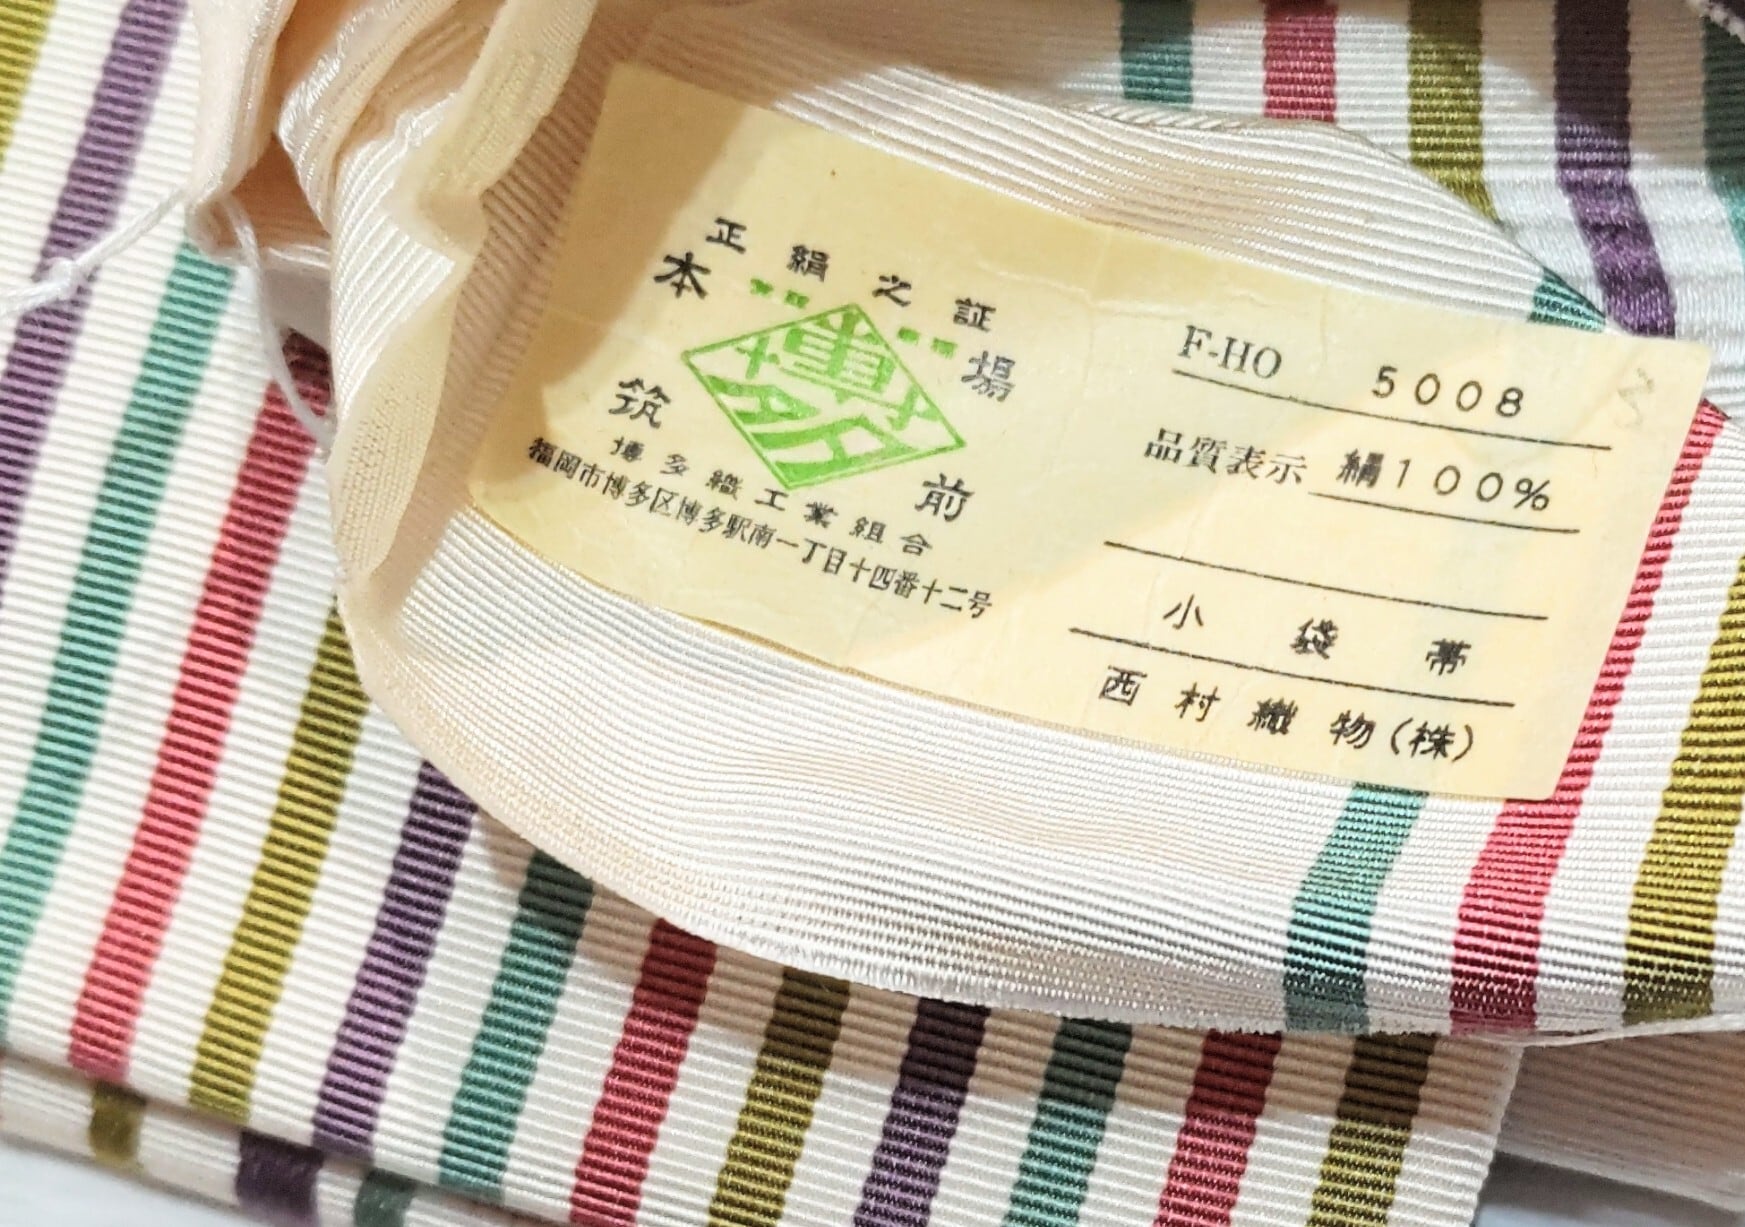 正絹之証
本場
博多
筑前
博多織工業組合
福岡市博多区博多駅南一丁目十四番十二号
F-HO 5008
品質表示 絹100%
小袋帯
西村織物(株)